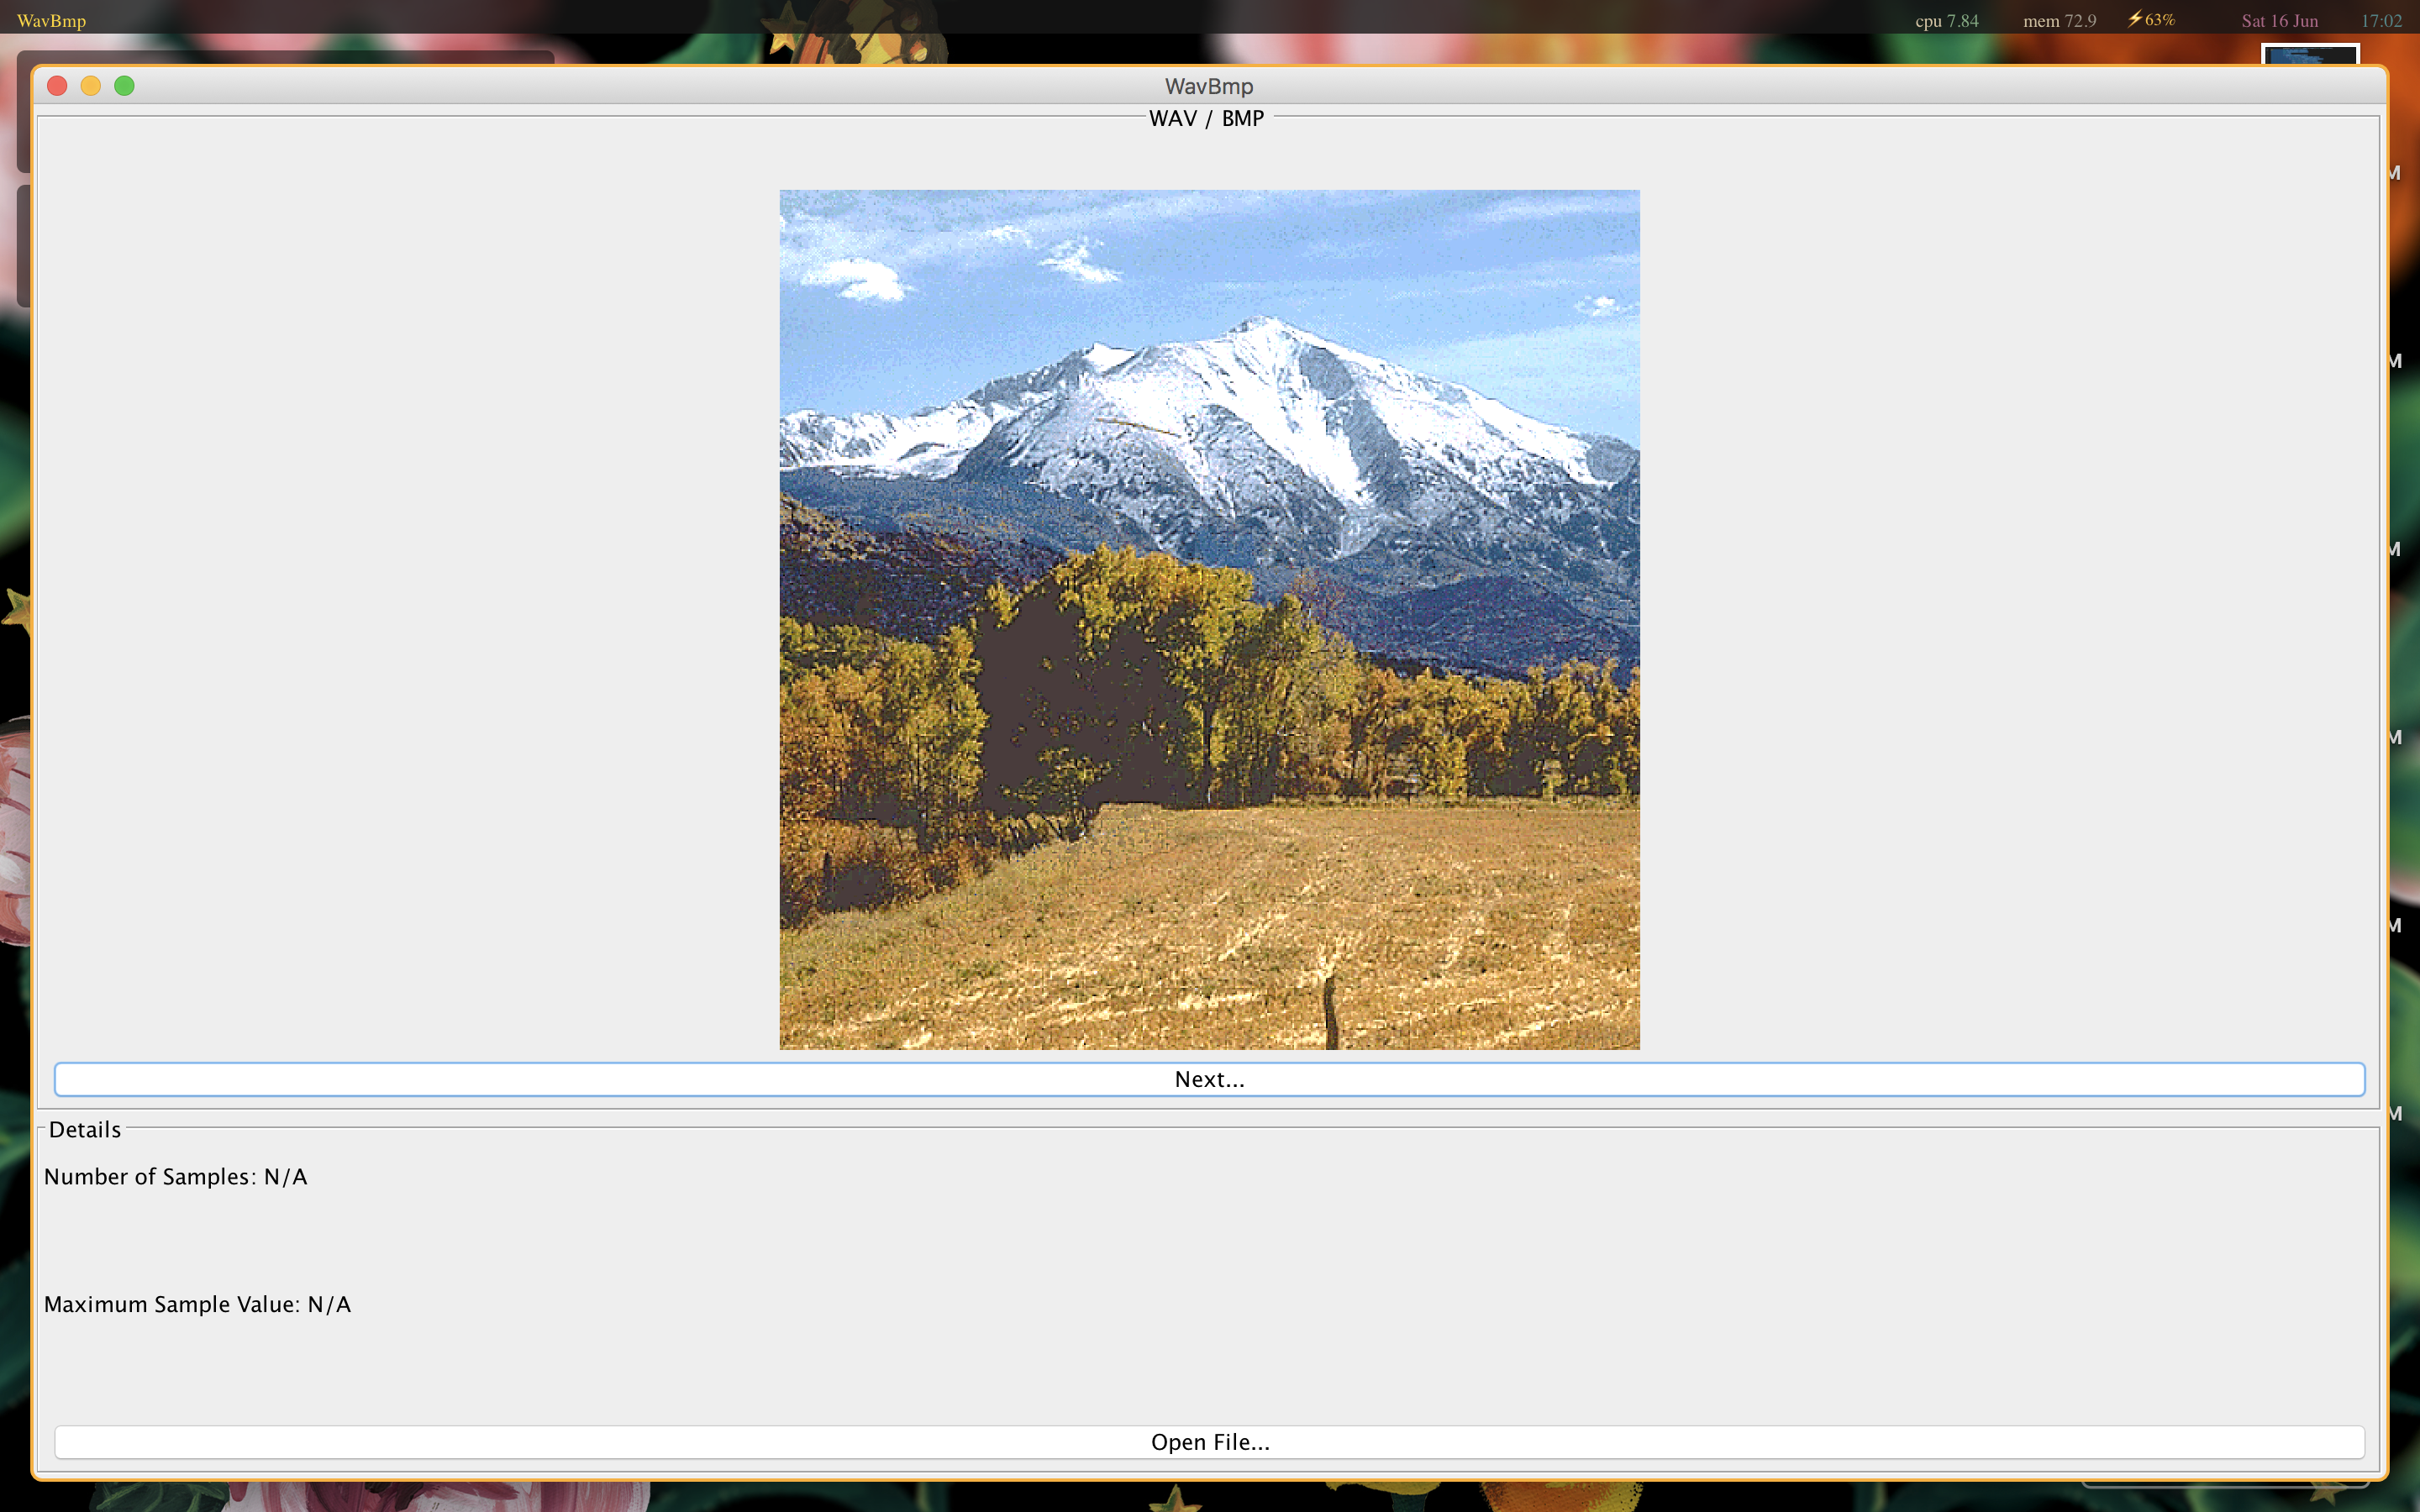 WavBmp
cpu 7.84 mem 72.9 ⚡63% Sat 16 Jun 17:02
WavBmp
WAV / BMP
M
M
M
M
M
M
Next...
Details
Number of Samples: N/A
Maximum Sample Value: N/A
Open File...